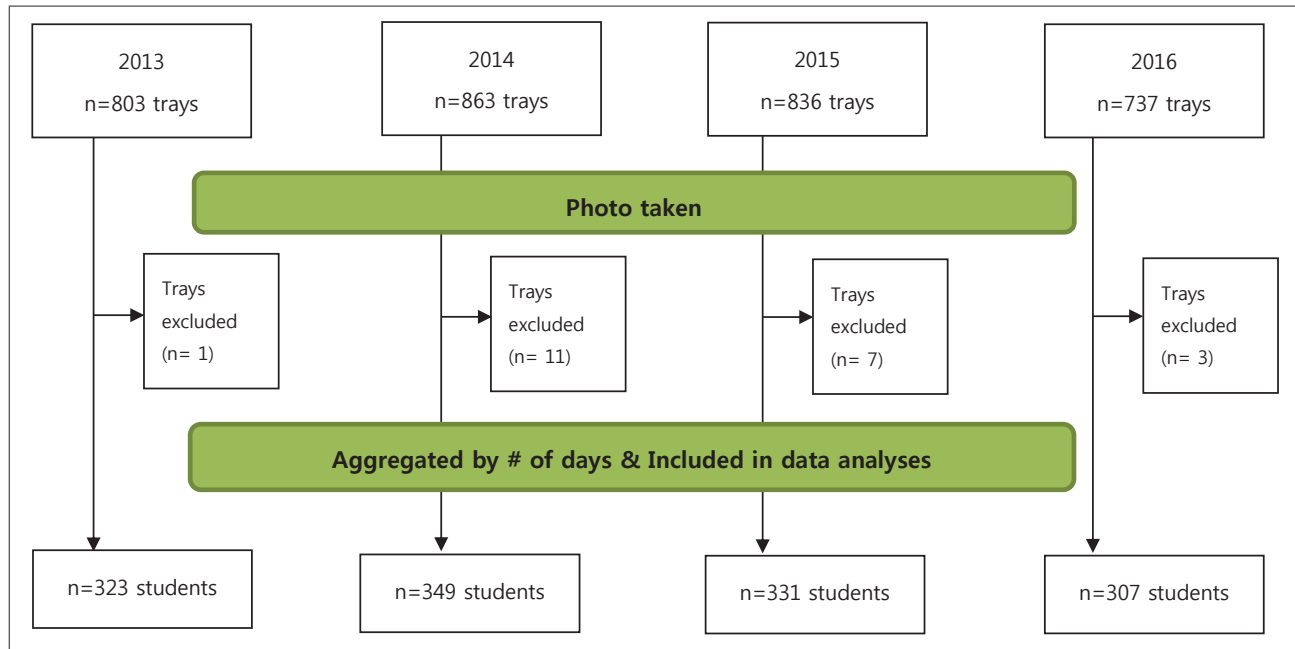 2013
n=803 trays
2014
n=863 trays
2015
n=836 trays
2016
n=737 trays
Photo taken
Trays
excluded
(n= 1)
Trays
excluded
(n= 11)
Trays
excluded
(n= 7)
Trays
excluded
(n= 3)
Aggregated by # of days & Included in data analyses
n=323 students
n=349 students
n=331 students
n=307 students